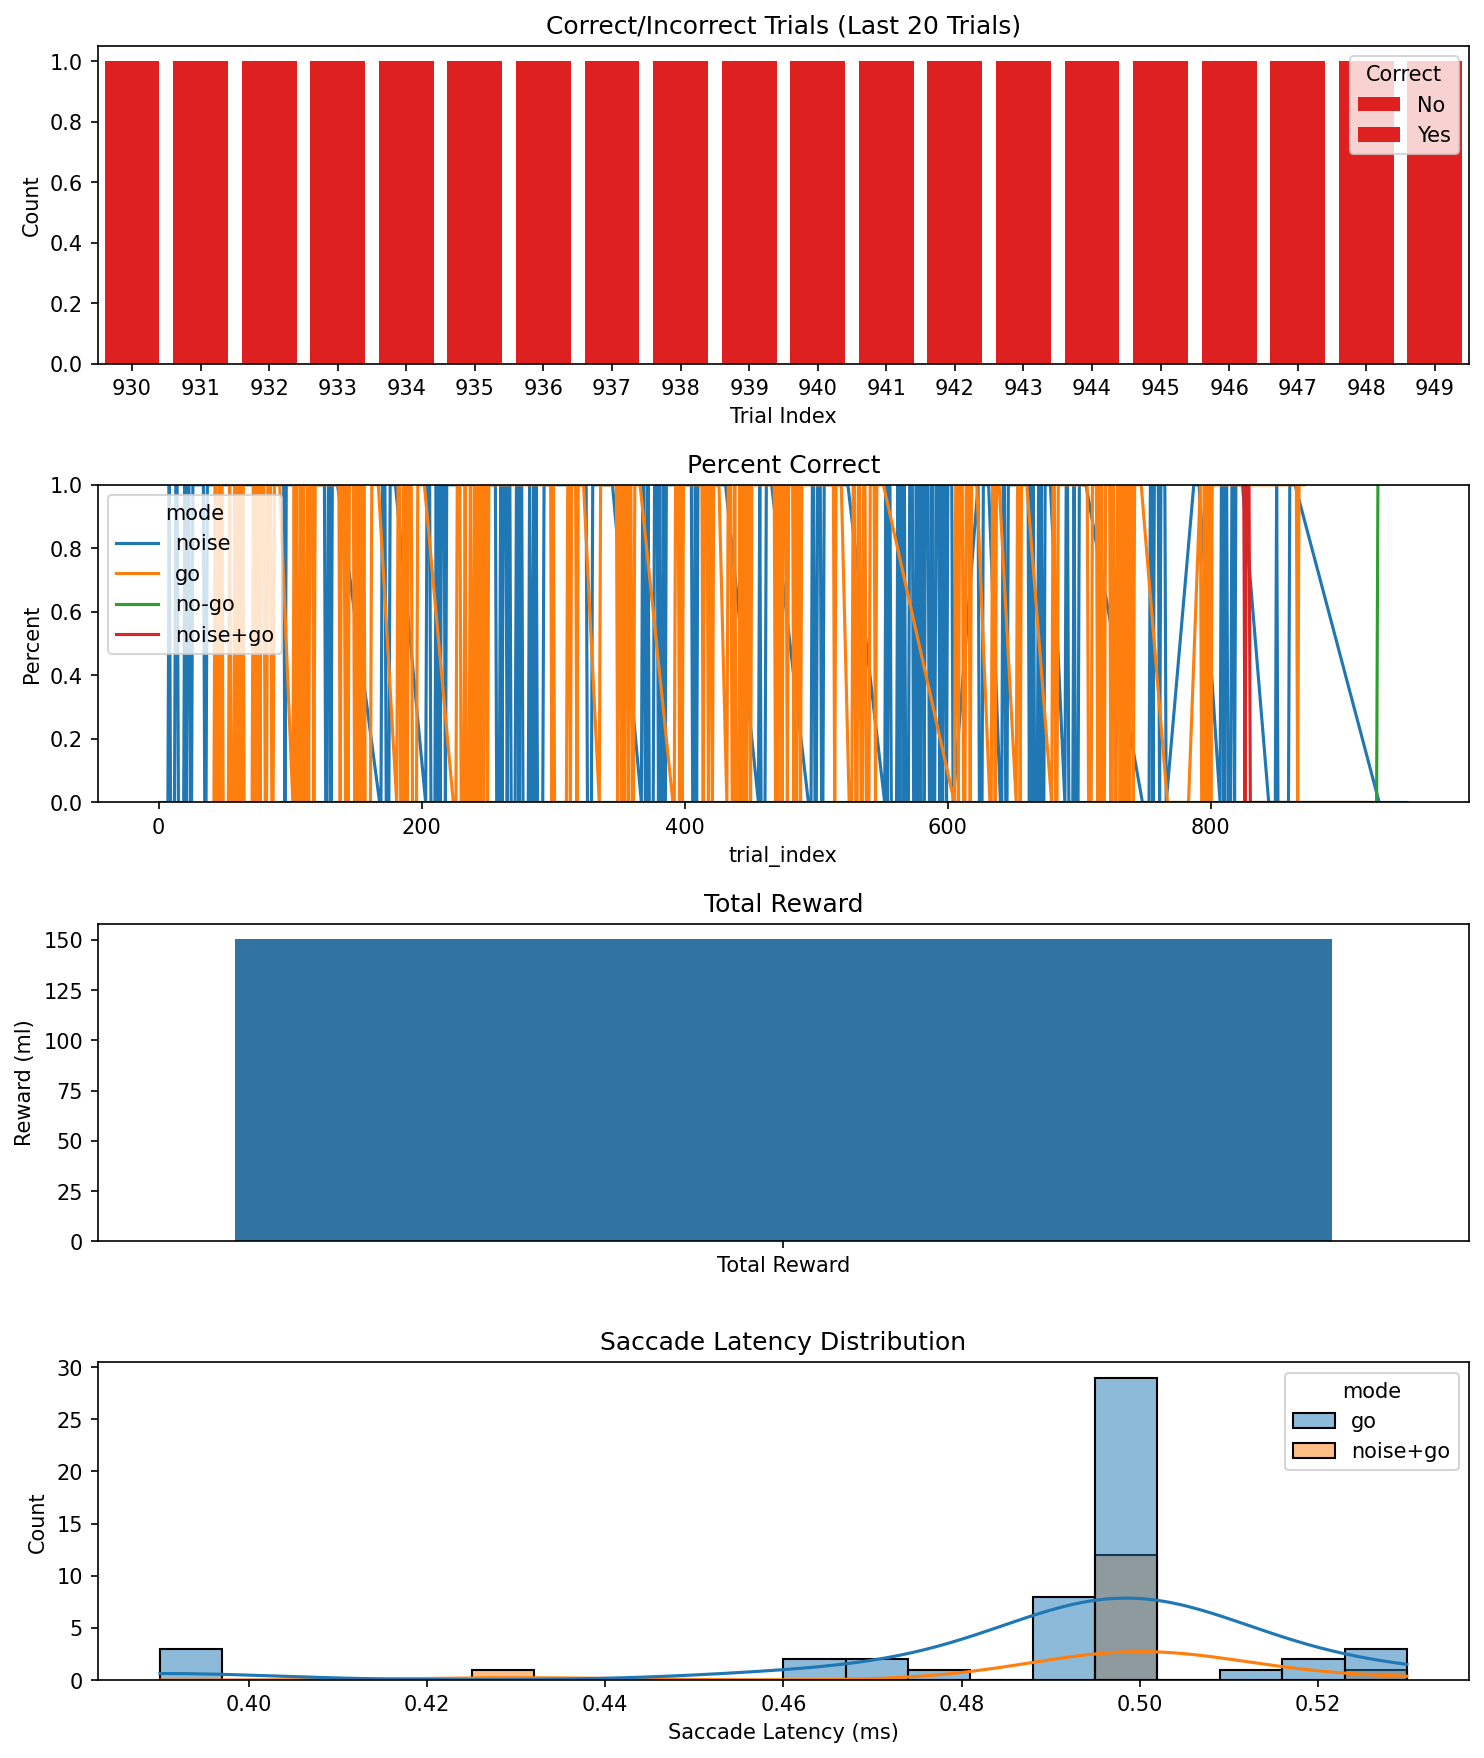 Correct/Incorrect Trials (Last 20 Trials)
Count
1.0
0.8
0.6
0.4
0.2
0.0
Correct
No
Yes
930 931 932 933 934 935 936 937 938 939 940 941 942 943 944 945 946 947 948 949
Trial Index
Percent Correct
Percent
1.0
0.8
0.6
0.4
0.2
0.0
mode
noise
go
no-go
noise+go
0 200 400 600 800
trial_index
Total Reward
Reward (ml)
150
125
100
75
50
25
0
Total Reward
Saccade Latency Distribution
Count
30
25
20
15
10
5
0
mode
go
noise+go
0.40 0.42 0.44 0.46 0.48 0.50 0.52
Saccade Latency (ms)